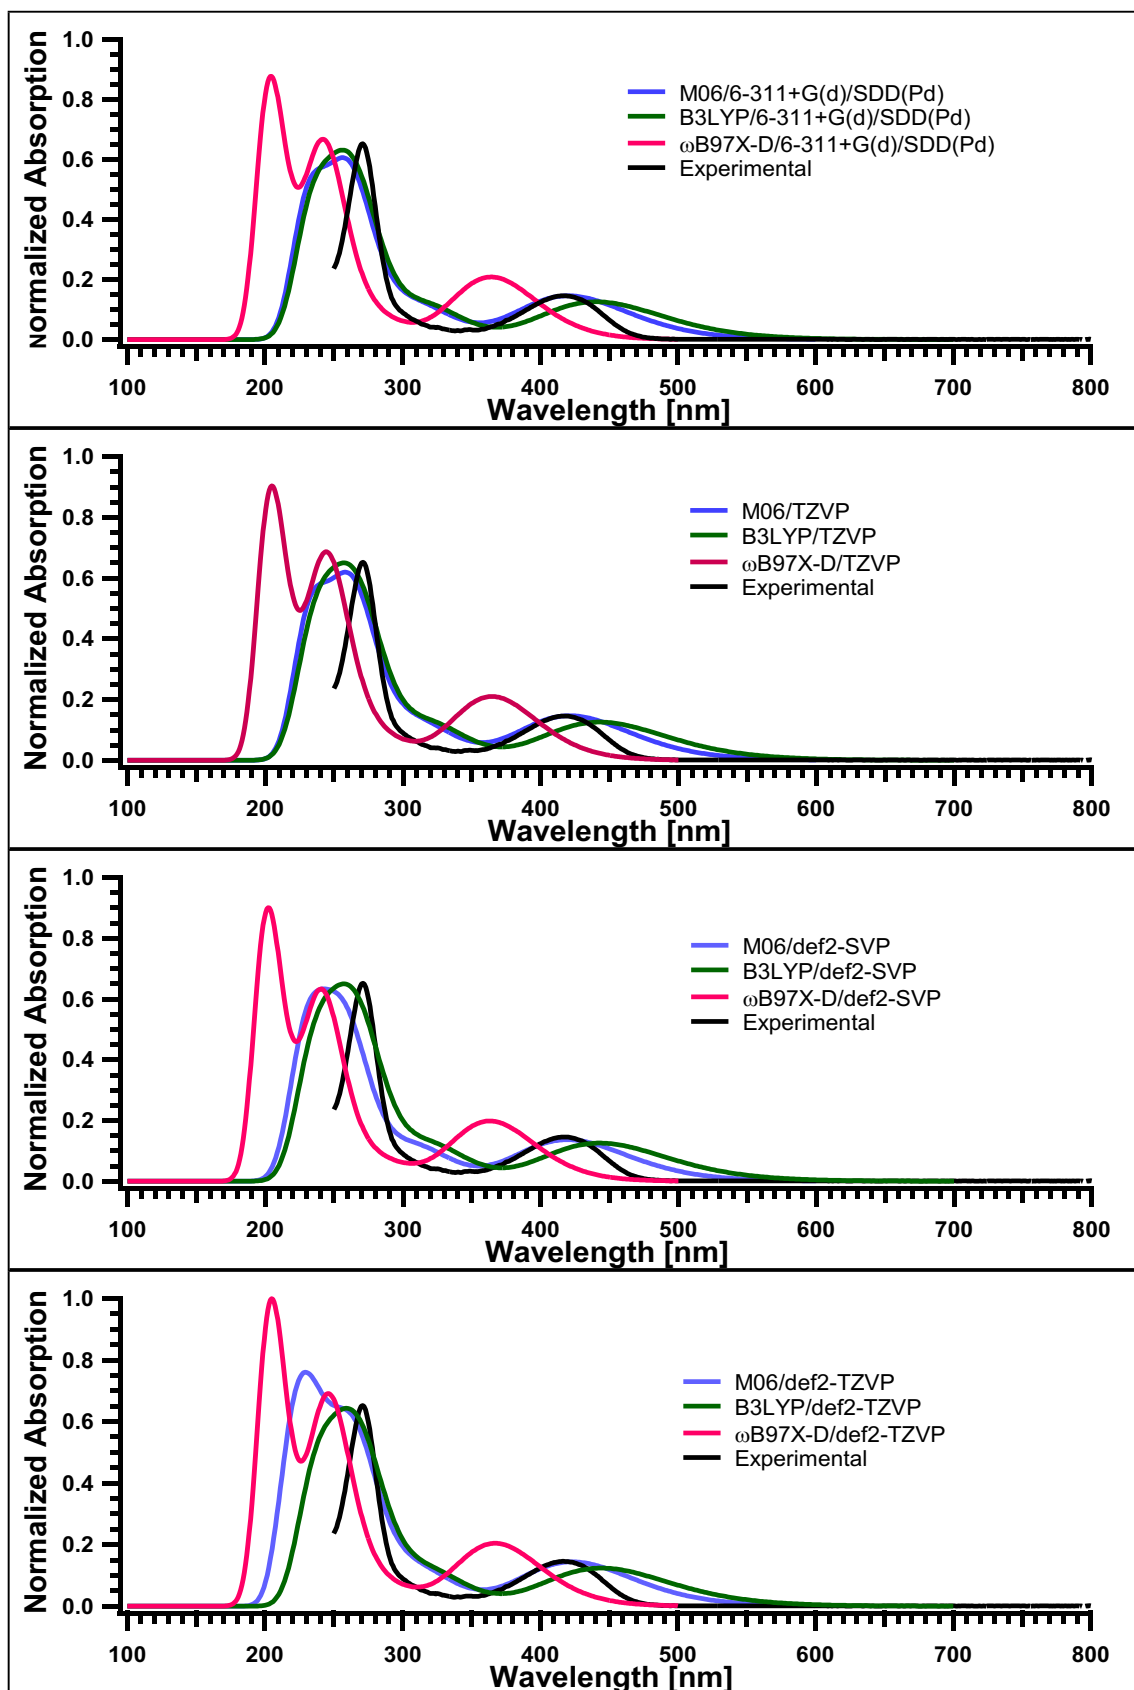 1.0
0.8
0.6
0.4
0.2
0.0
Normalized Absorption
M06/6-311+G(d)/SDD(Pd)
B3LYP/6-311+G(d)/SDD(Pd)
ωB97X-D/6-311+G(d)/SDD(Pd)
Experimental
100 200 300 400 500 600 700 800
Wavelength [nm]
1.0
0.8
0.6
0.4
0.2
0.0
Normalized Absorption
M06/TZVP
B3LYP/TZVP
ωB97X-D/TZVP
Experimental
100 200 300 400 500 600 700 800
Wavelength [nm]
1.0
0.8
0.6
0.4
0.2
0.0
Normalized Absorption
M06/def2-SVP
B3LYP/def2-SVP
ωB97X-D/def2-SVP
Experimental
100 200 300 400 500 600 700 800
Wavelength [nm]
1.0
0.8
0.6
0.4
0.2
0.0
Normalized Absorption
M06/def2-TZVP
B3LYP/def2-TZVP
ωB97X-D/def2-TZVP
Experimental
100 200 300 400 500 600 700 800
Wavelength [nm]